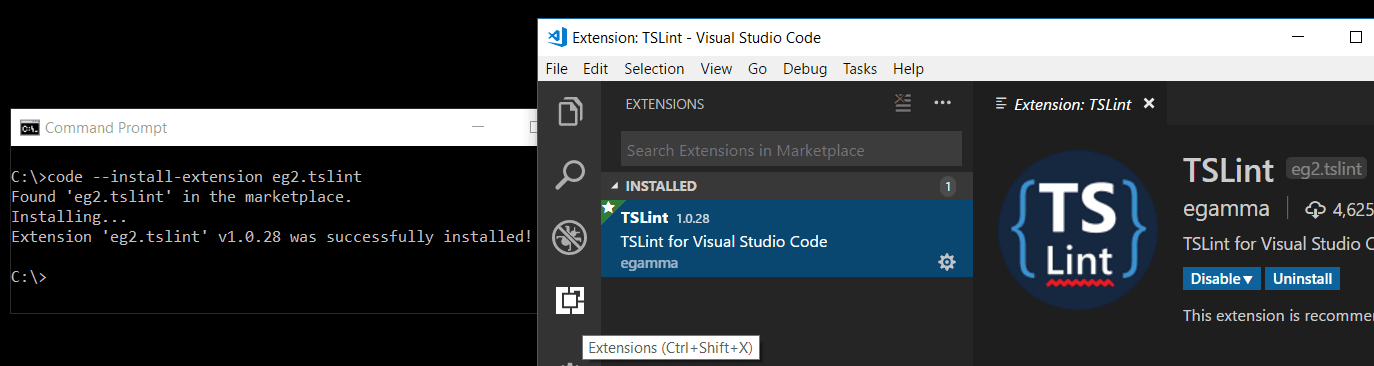 Command Prompt
C:\>code --install-extension eg2.tslint
Found 'eg2.tslint' in the marketplace.
Installing...
Extension 'eg2.tslint' v1.0.28 was successfully installed!
C:\>
Extension: TSLint - Visual Studio Code
File Edit Selection View Go Debug Tasks Help
EXTENSIONS
Search Extensions in Marketplace
INSTALLED 1
TSLint 1.0.28
TSLint for Visual Studio Code
egamma
Extensions (Ctrl+Shift+X)
Extension: TSLint
{TS}
Lint
TSLint eg2.tslint
egamma 4,625
TSLint for Visual Studio
Disable Uninstall
This extension is